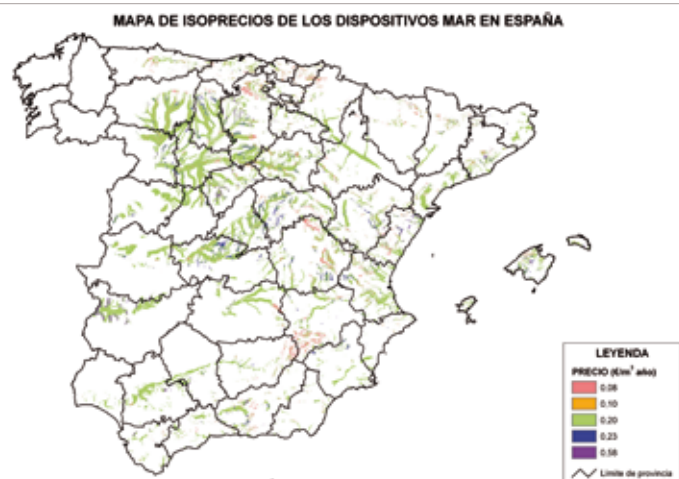 MAPA DE ISOPRECIOS DE LOS DISPOSITIVOS MAR EN ESPAÑA
LEYENDA
PRECIO (€/m³ año)
0,08
0,10
0,20
0,23
0,58
Límite de provincia